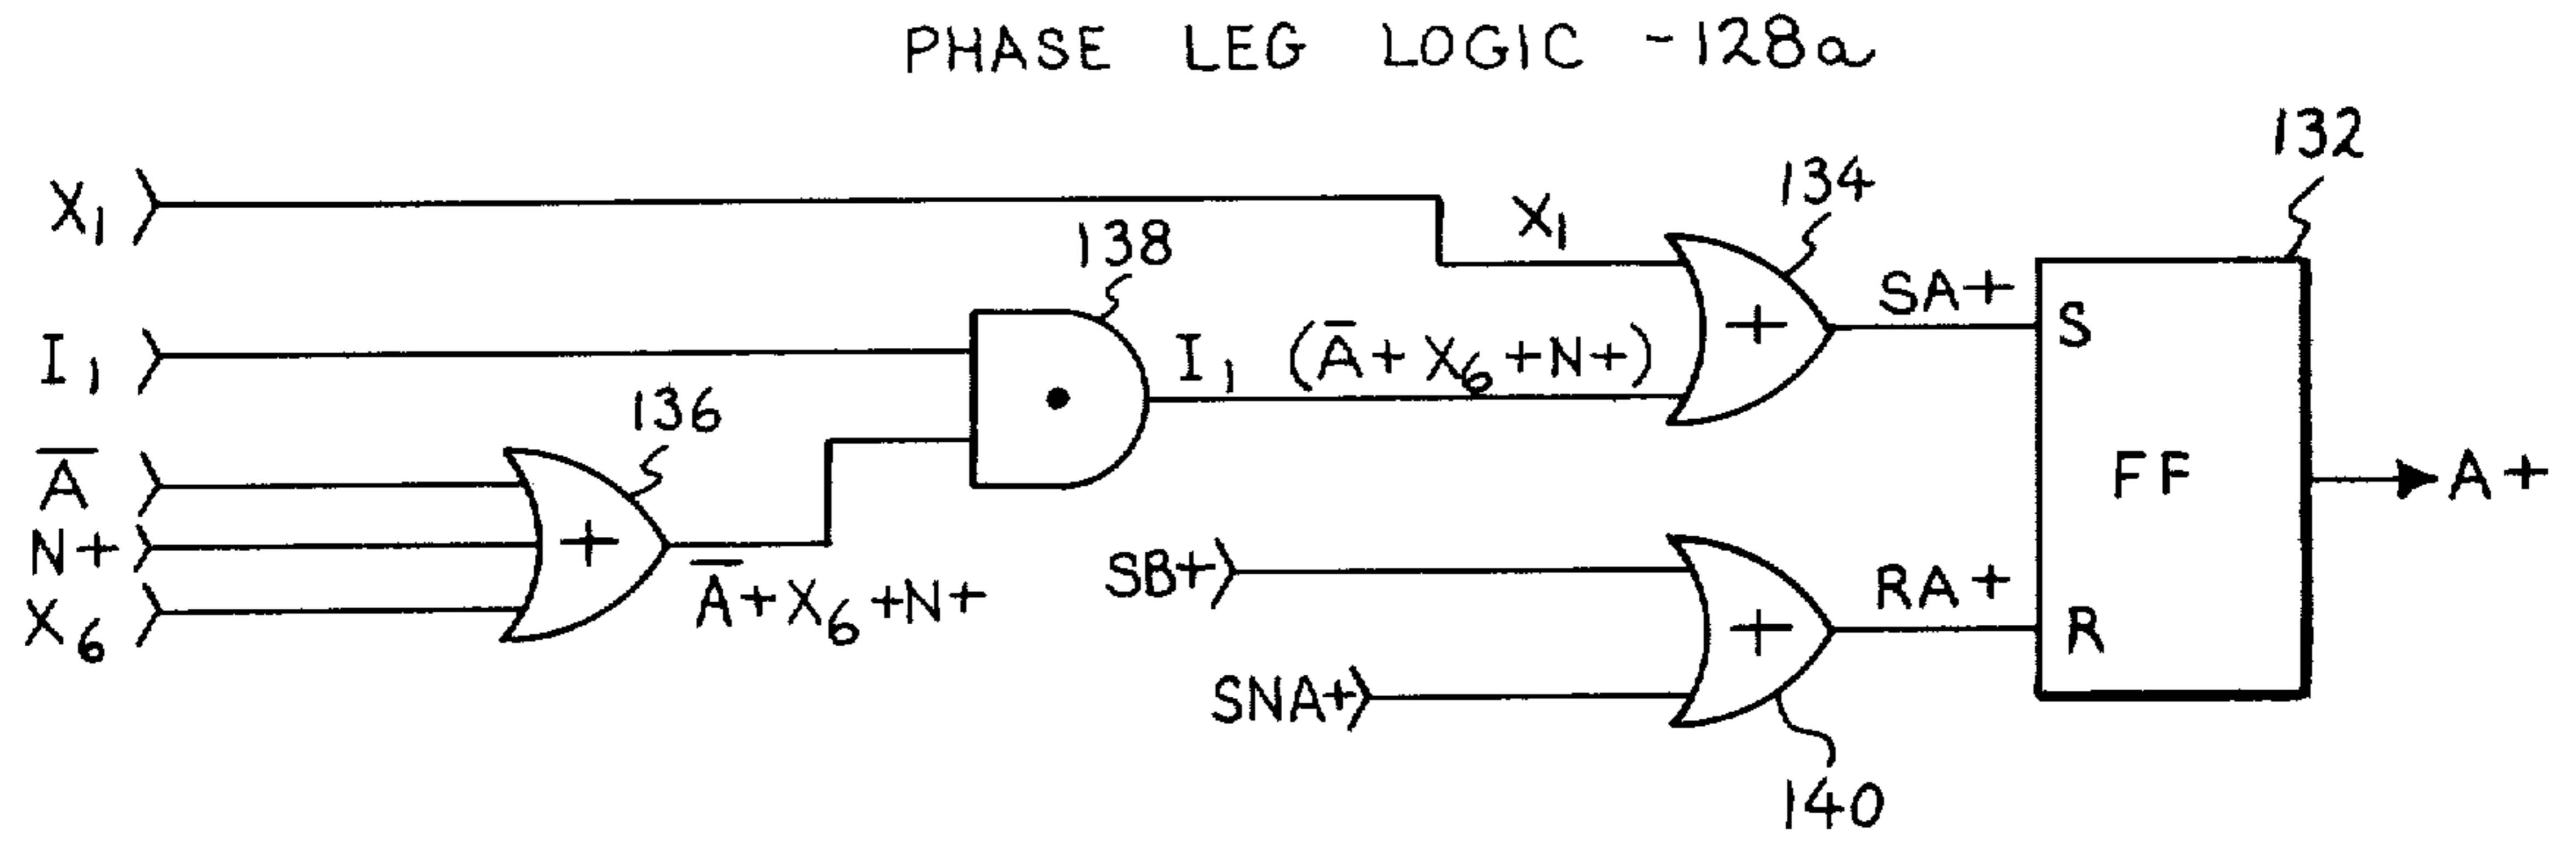 PHASE LEG LOGIC -128a
132
134
X₁
X₁
138
SA+
S
I₁
I₁ (A̅+X₆+N+)
136
A̅
FF
A+
N+
SB+
RA+
A̅+X₆+N+
X₆
R
SNA+
140